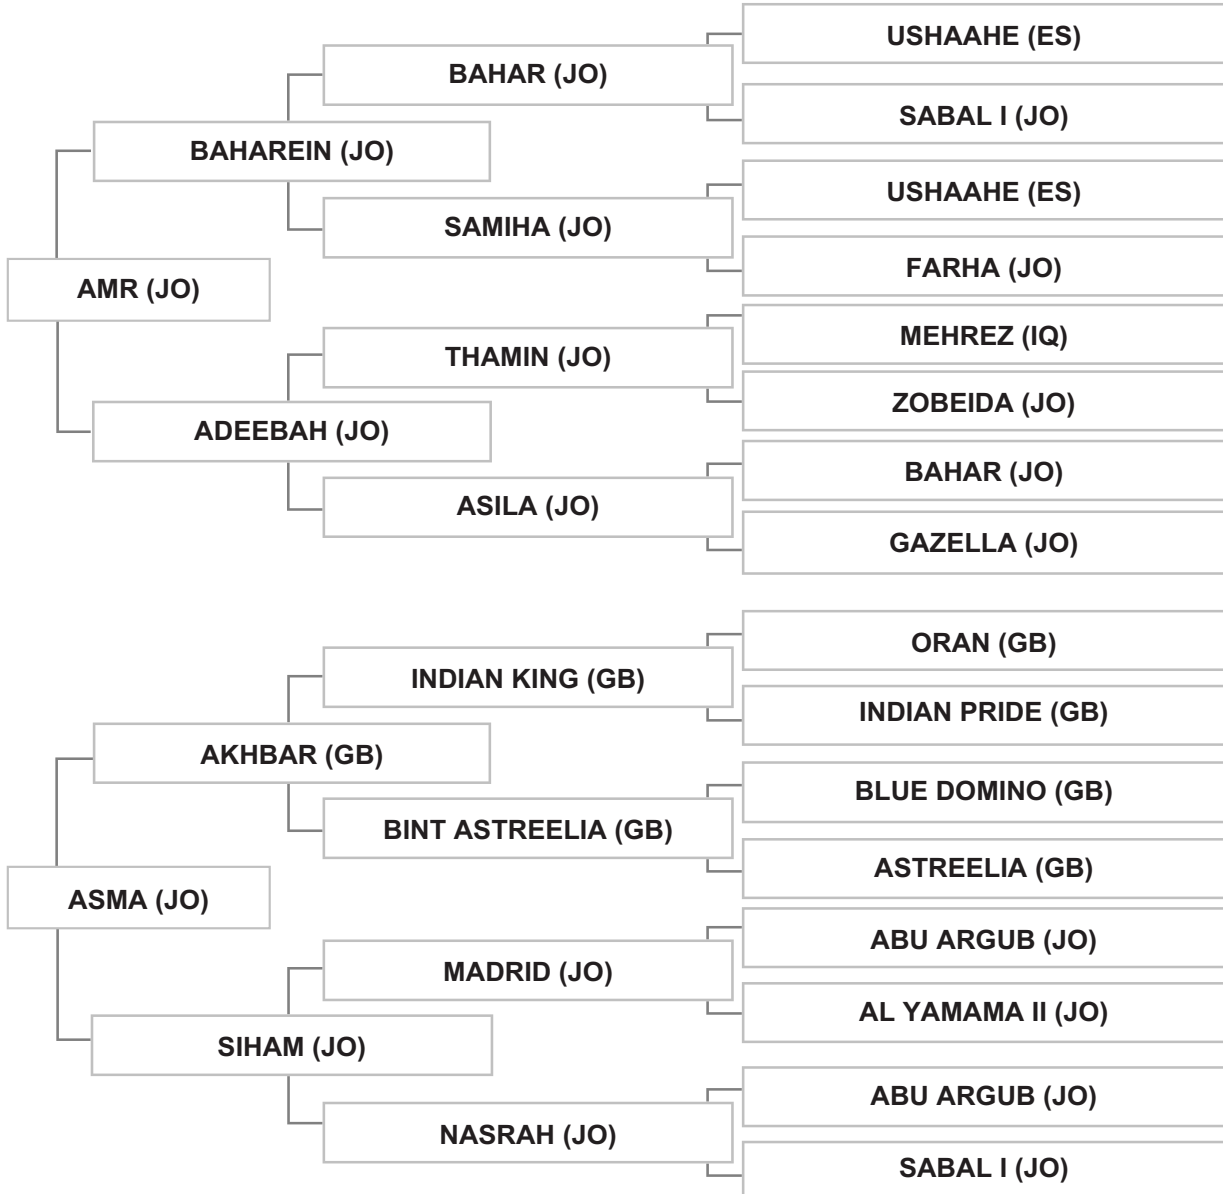 USHAAHE (ES)
BAHAR (JO)
SABAL I (JO)
BAHAREIN (JO)
USHAAHE (ES)
SAMIHA (JO)
FARHA (JO)
AMR (JO)
MEHREZ (IQ)
THAMIN (JO)
ZOBEIDA (JO)
ADEEBAH (JO)
BAHAR (JO)
ASILA (JO)
GAZELLA (JO)
ORAN (GB)
INDIAN KING (GB)
INDIAN PRIDE (GB)
AKHBAR (GB)
BLUE DOMINO (GB)
BINT ASTREELIA (GB)
ASTREELIA (GB)
ASMA (JO)
ABU ARGUB (JO)
MADRID (JO)
AL YAMAMA II (JO)
SIHAM (JO)
ABU ARGUB (JO)
NASRAH (JO)
SABAL I (JO)